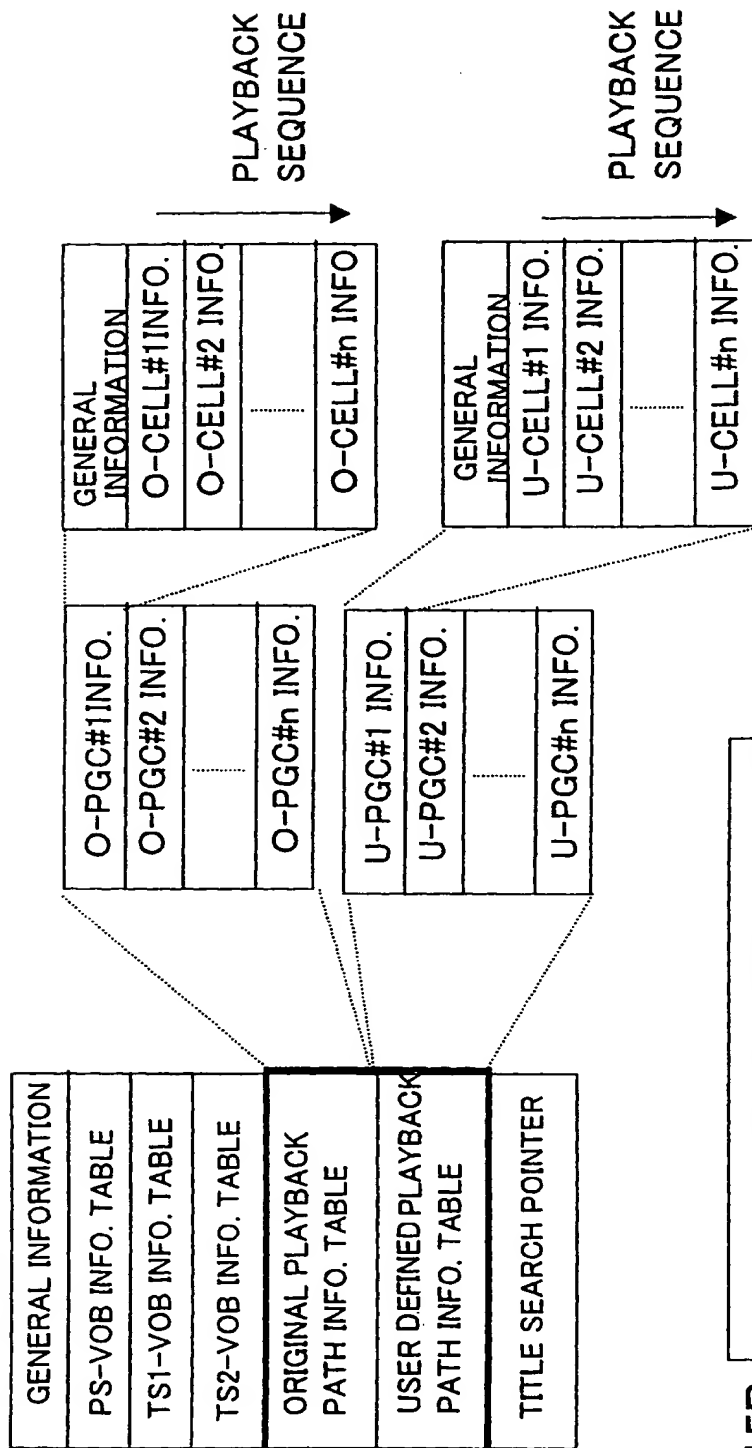 GENERAL INFORMATION
PS-VOB INFO. TABLE
TS1-VOB INFO. TABLE
TS2-VOB INFO. TABLE
ORIGINAL PLAYBACK
PATH INFO. TABLE
USER DEFINED PLAYBACK
PATH INFO. TABLE
TITLE SEARCH POINTER
O-PGC#1INFO.
O-PGC#2 INFO.
O-PGC#n INFO.
U-PGC#1 INFO.
U-PGC#2 INFO.
U-PGC#n INFO.
GENERAL
INFORMATION
O-CELL#1INFO.
O-CELL#2 INFO.
O-CELL#n INFO
PLAYBACK
SEQUENCE
GENERAL
INFORMATION
U-CELL#1 INFO.
U-CELL#2 INFO.
U-CELL#n INFO.
PLAYBACK
SEQUENCE